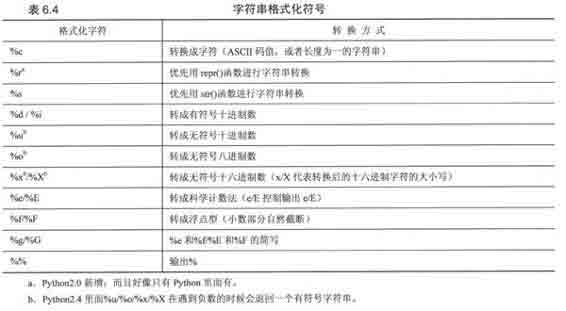 表 6.4 字符串格式化符号
格式化字符 转换方式
%c 转换成字符（ASCII 码值，或者长度为一的字符串）
%rᵃ 优先用 repr()函数进行字符串转换
%s 优先用 str()函数进行字符串转换
%d / %i 转成有符号十进制数
%uᵇ 转成无符号十进制数
%oᵇ 转成无符号八进制数
%xᵇ/%Xᵇ 转成无符号十六进制数（x/X 代表转换后的十六进制字符的大小写）
%e/%E 转成科学计数法（e/E 控制输出 e/E）
%f/%F 转成浮点型（小数部分自然截断）
%g/%G %e 和%f/%E 和%F 的简写
%% 输出%
a. Python2.0 新增；而且好像只有 Python 里面有。
b. Python2.4 里面%u/%o/%x/%X 在遇到负数的时候会返回一个有符号字符串。